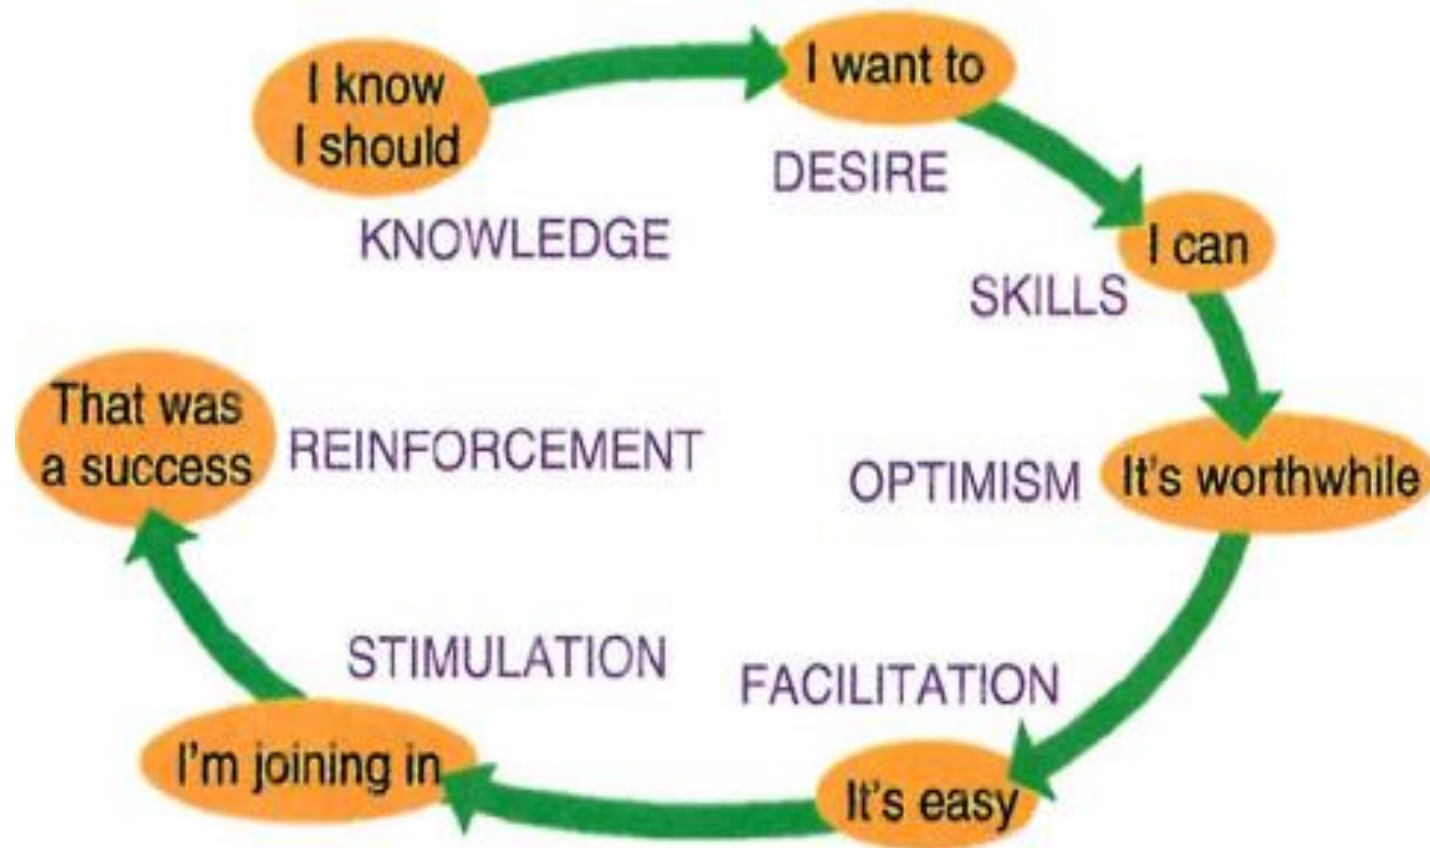 I know
I should
KNOWLEDGE
I want to
DESIRE
I can
SKILLS
It's worthwhile
OPTIMISM
It's easy
FACILITATION
I'm joining in
STIMULATION
That was
a success
REINFORCEMENT